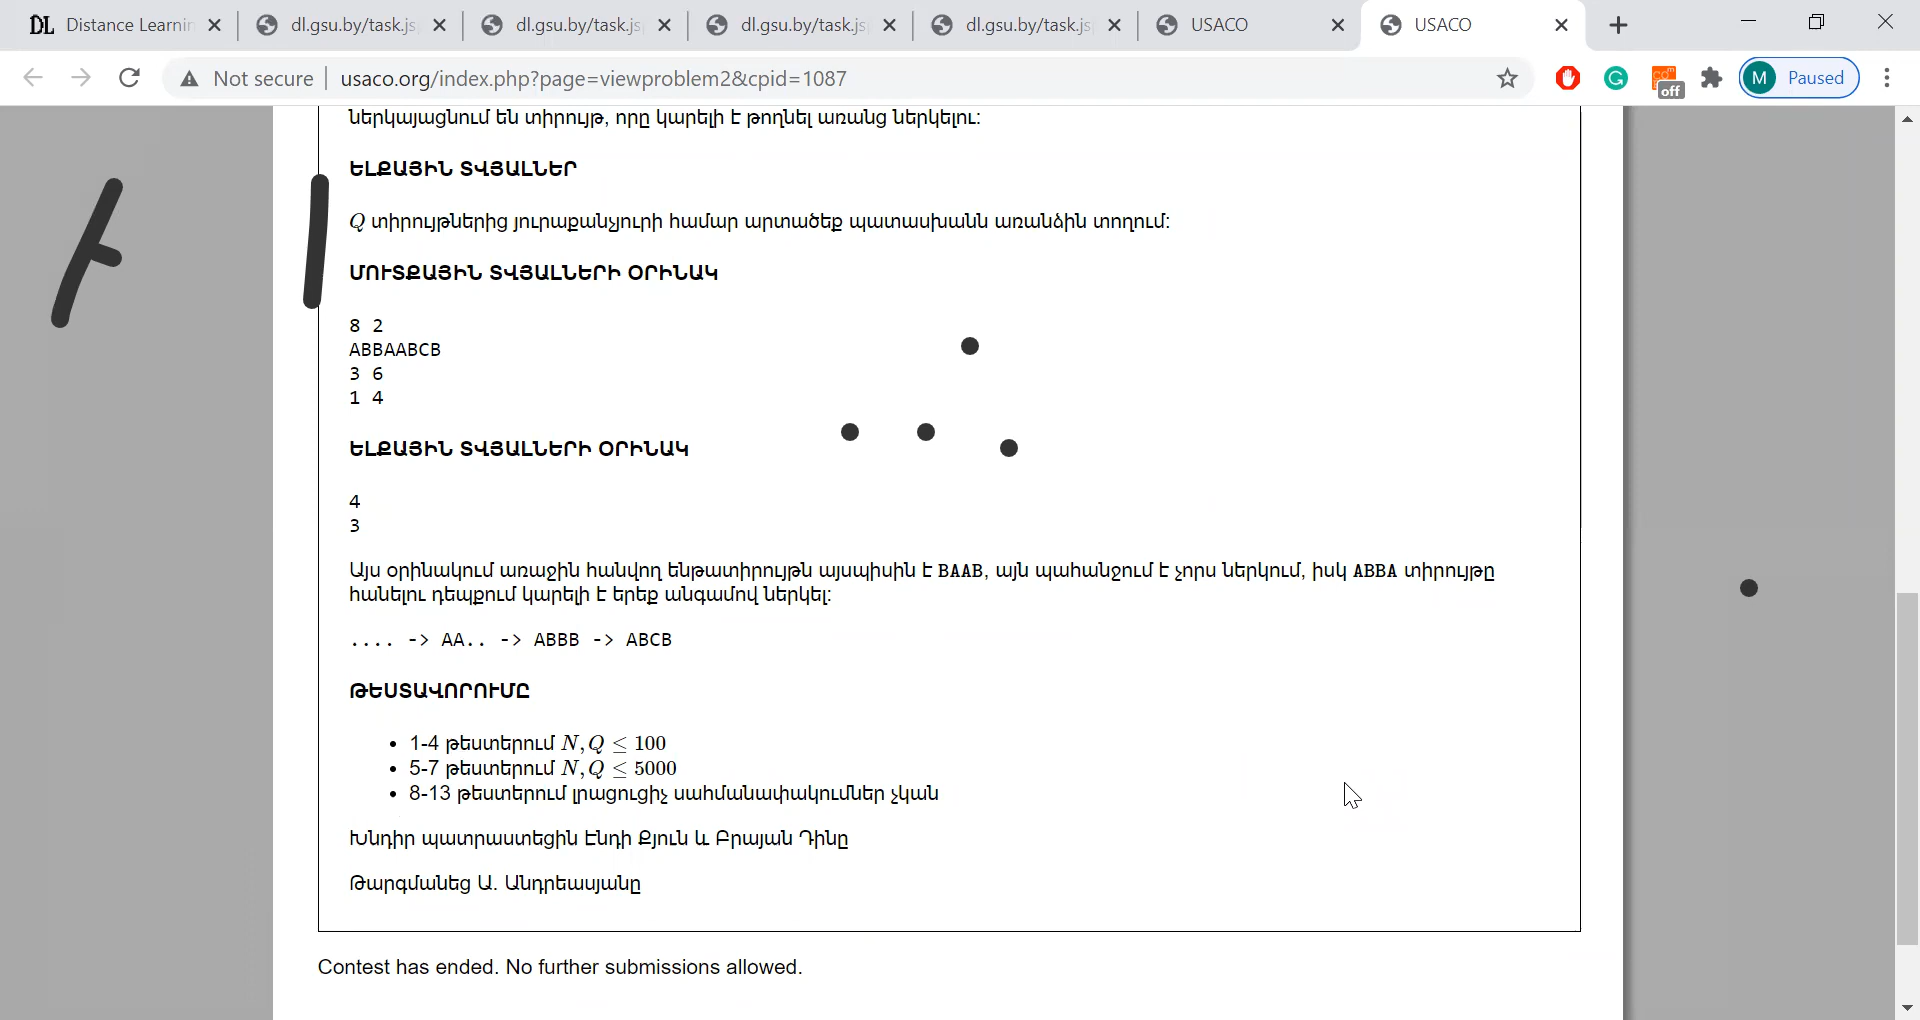 DL Distance Learnin
dl.gsu.by/task.js
dl.gsu.by/task.js
dl.gsu.by/task.js
dl.gsu.by/task.js
USACO
USACO
Not secure
usaco.org/index.php?page=viewproblem2&cpid=1087
off
M Paused
ներկայացնում են տիրույթ, որը կարելի է թողնել առանց ներկելու:
ԵԼՔԱՅԻՆ ՏՎՅԱԼՆԵՐ
Q տիրույթներից յուրաքանչյուրի համար արտածեք պատասխանն առանձին տողում:
ՄՈՒՏՔԱՅԻՆ ՏՎՅԱԼՆԵՐԻ ՕՐԻՆԱԿ
8 2
ABBAABCB
3 6
1 4
ԵԼՔԱՅԻՆ ՏՎՅԱԼՆԵՐԻ ՕՐԻՆԱԿ
4
3
Այս օրինակում առաջին հանվող ենթատիրույթն այսպիսին է BAAB, այն պահանջում է չորս ներկում, իսկ ABBA տիրույթը
հանելու դեպքում կարելի է երեք անգամով ներկել:
.... -> AA.. -> ABBB -> ABCB
ԹԵՍՏԱՎՈՐՈՒՄԸ
• 1-4 թեստերում N, Q ≤ 100
• 5-7 թեստերում N, Q ≤ 5000
• 8-13 թեստերում լրացուցիչ սահմանափակումներ չկան
Խնդիր պատրաստեցին Էնդի Քյուն և Բրայան Դինը
Թարգմանեց Ա. Անդրեասյանը
Contest has ended. No further submissions allowed.